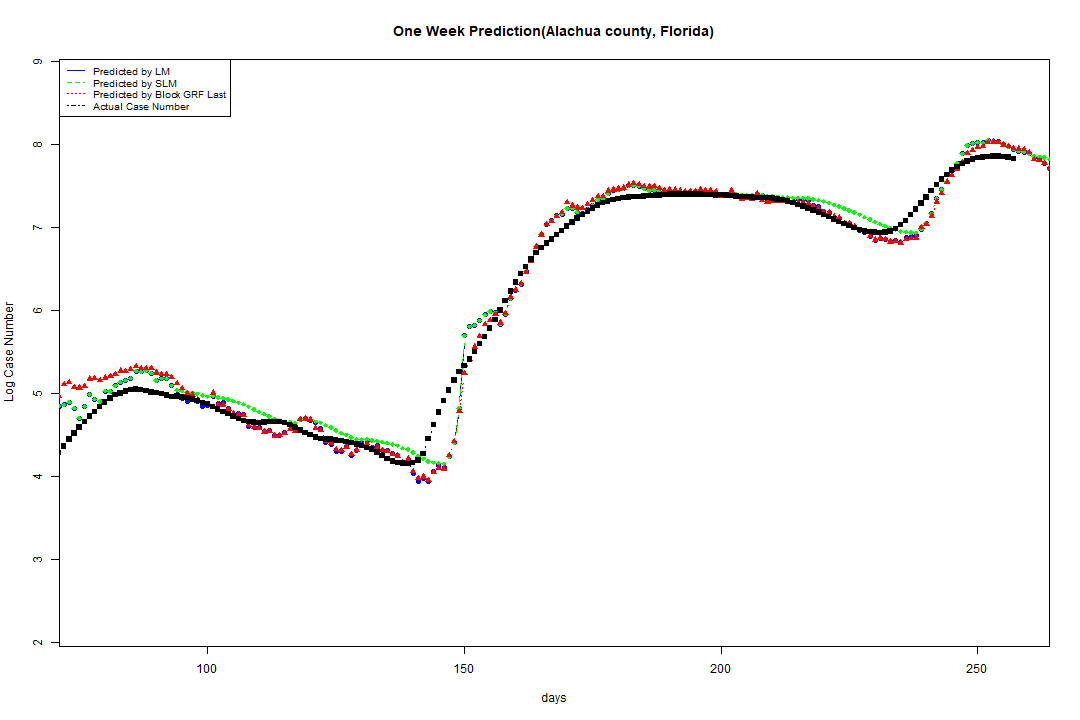 One Week Prediction(Alachua county, Florida)
Predicted by LM
Predicted by SLM
Predicted by Block GRF Last
Actual Case Number
9
8
7
6
5
4
3
2
Log Case Number
100 150 200 250
days